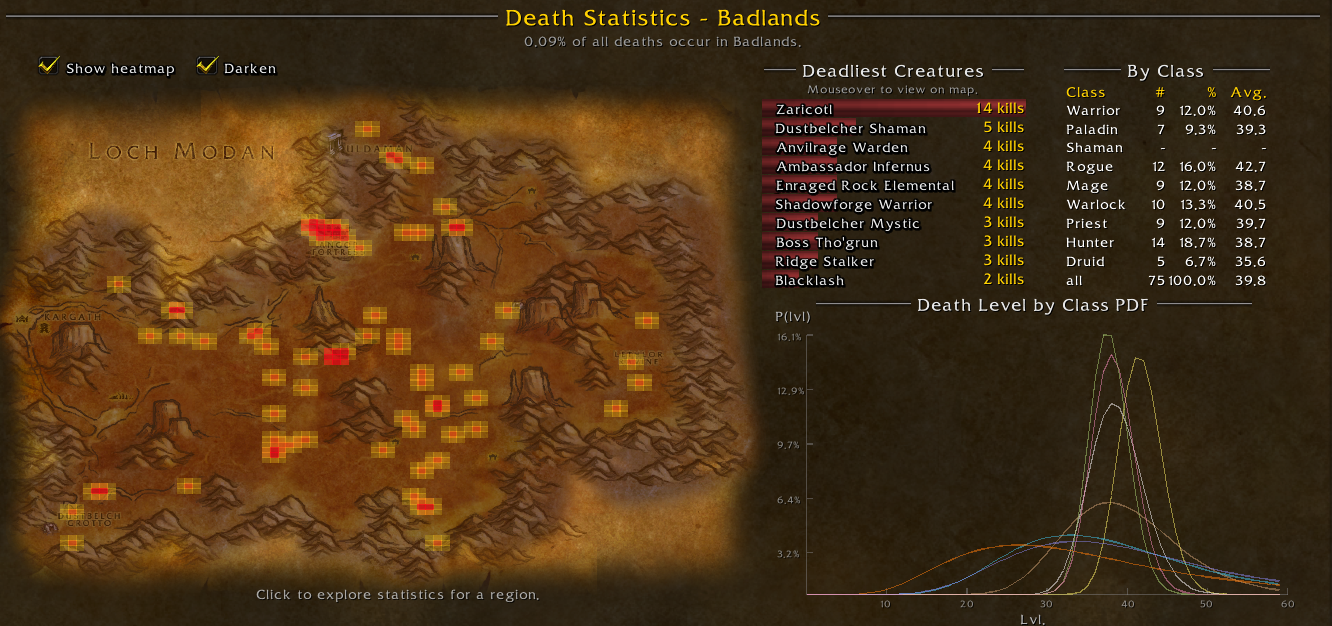 Death Statistics - Badlands
0.09% of all deaths occur in Badlands.
Show heatmap
Darken
LOCH MODAN
ULDAMAN
FORTRESS
KARGATH
GROTTO
Click to explore statistics for a region.
Deadliest Creatures
Mouseover to view on map.
Zaricotl 14 kills
Dustbelcher Shaman 5 kills
Anvilrage Warden 4 kills
Ambassador Infernus 4 kills
Enraged Rock Elemental 4 kills
Shadowforge Warrior 4 kills
Dustbelcher Mystic 3 kills
Boss Tho'grun 3 kills
Ridge Stalker 3 kills
Blacklash 2 kills
By Class
Class # % Avg.
Warrior 9 12.0% 40.6
Paladin 7 9.3% 39.3
Shaman - - -
Rogue 12 16.0% 42.7
Mage 9 12.0% 38.7
Warlock 10 13.3% 40.5
Priest 9 12.0% 39.7
Hunter 14 18.7% 38.7
Druid 5 6.7% 35.6
all 75 100.0% 39.8
Death Level by Class PDF
P(lvl)
16.1%
12.9%
9.7%
6.4%
3.2%
10 20 30 40 50 60
Lvl.